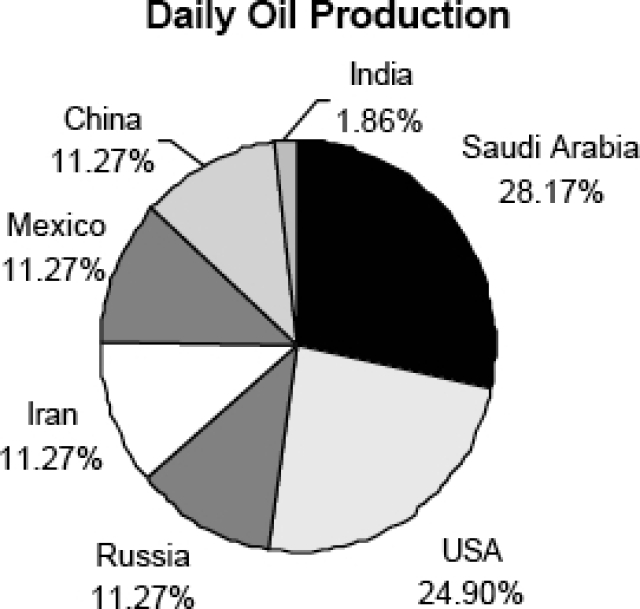 Daily Oil Production
India
1.86%
China
11.27%
Saudi Arabia
28.17%
Mexico
11.27%
Iran
11.27%
Russia
11.27%
USA
24.90%